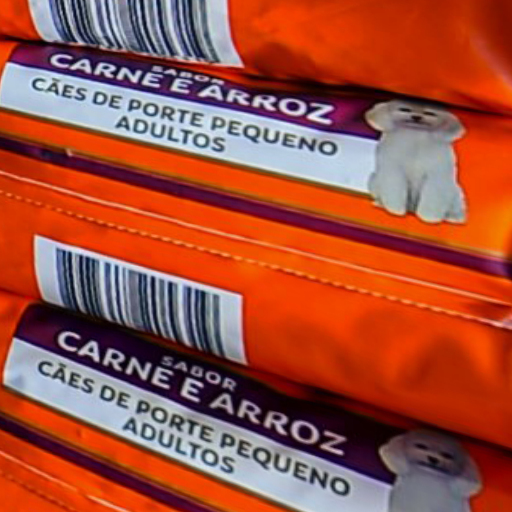 SABOR
CARNE E ARROZ
CÃES DE PORTE PEQUENO
ADULTOS
SABOR
CARNE E ARROZ
CÃES DE PORTE PEQUENO
ADULTOS